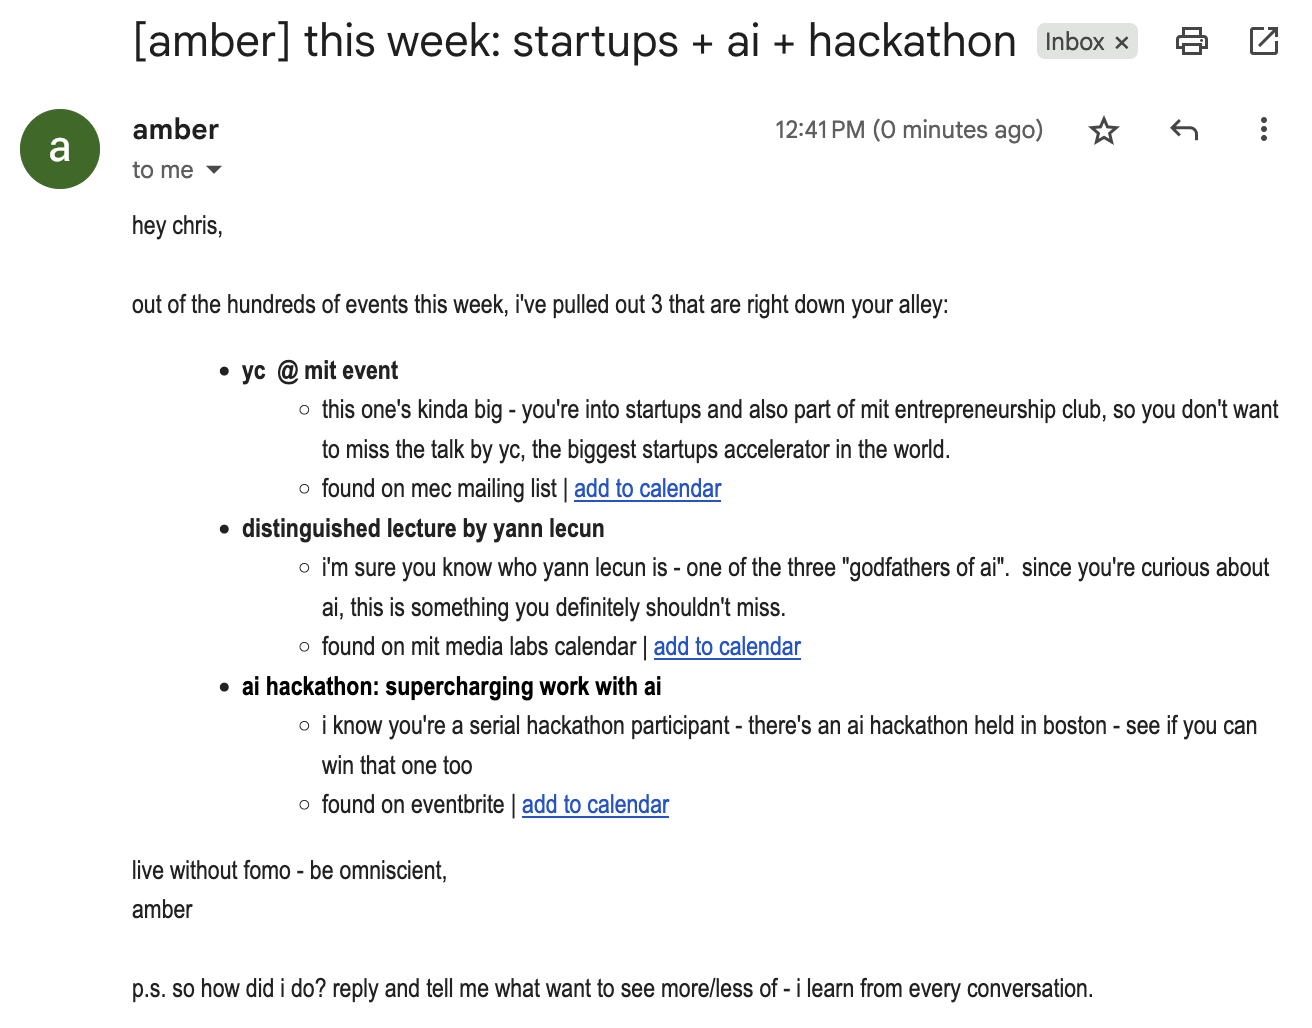 [amber] this week: startups + ai + hackathon Inbox ×
a
amber 12:41 PM (0 minutes ago)
to me
hey chris,
out of the hundreds of events this week, i've pulled out 3 that are right down your alley:
• yc  @ mit event
○ this one's kinda big - you're into startups and also part of mit entrepreneurship club, so you don't want
to miss the talk by yc, the biggest startups accelerator in the world.
○ found on mec mailing list | add to calendar
• distinguished lecture by yann lecun
○ i'm sure you know who yann lecun is - one of the three "godfathers of ai".  since you're curious about
ai, this is something you definitely shouldn't miss.
○ found on mit media labs calendar | add to calendar
• ai hackathon: supercharging work with ai
○ i know you're a serial hackathon participant - there's an ai hackathon held in boston - see if you can
win that one too
○ found on eventbrite | add to calendar
live without fomo - be omniscient,
amber
p.s. so how did i do? reply and tell me what want to see more/less of - i learn from every conversation.